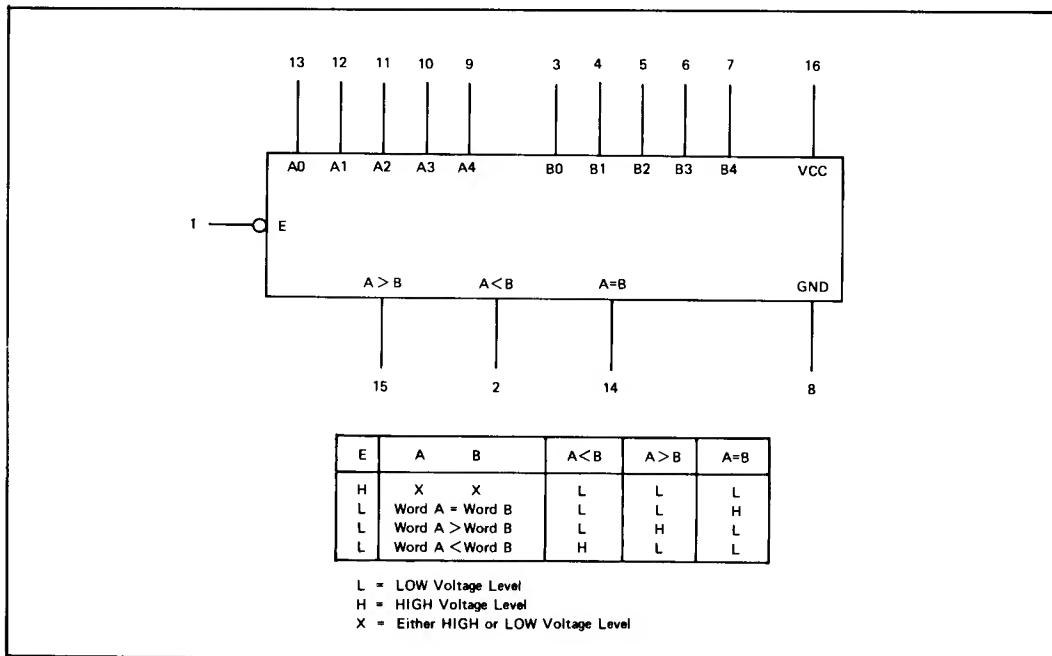 13 12 11 10 9 3 4 5 6 7 16
A0 A1 A2 A3 A4 B0 B1 B2 B3 B4 VCC
1 E
A>B A<B A=B GND
15 2 14 8
E A B A<B A>B A=B
H X X L L L
L Word A = Word B L L H
L Word A > Word B L H L
L Word A < Word B H L L
L = LOW Voltage Level
H = HIGH Voltage Level
X = Either HIGH or LOW Voltage Level